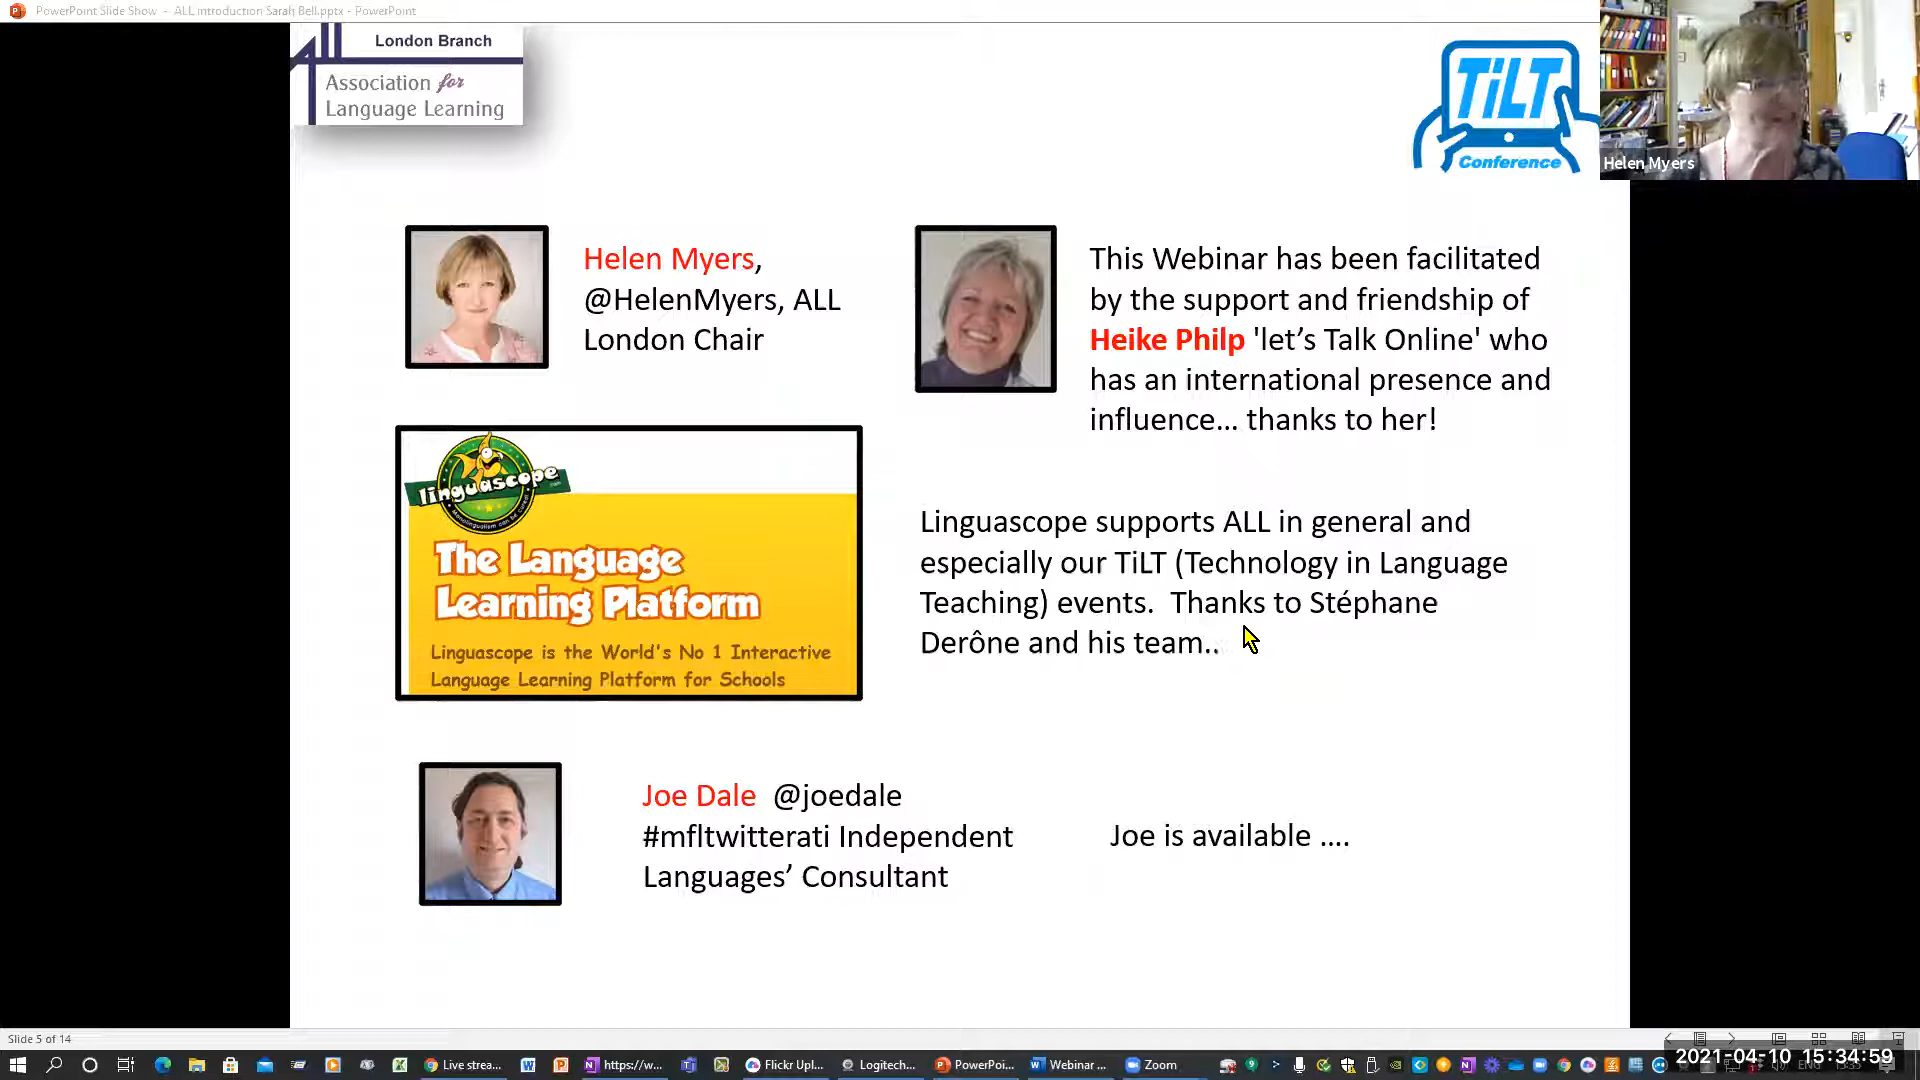 PowerPoint Slide Show - ALL introduction Sarah Bell.pptx - PowerPoint
London Branch
Association for
Language Learning
TiLT
Conference
Helen Myers
Helen Myers,
@HelenMyers, ALL
London Chair
This Webinar has been facilitated
by the support and friendship of
Heike Philp 'let’s Talk Online' who
has an international presence and
influence... thanks to her!
linguascope
.com
Monolingualism can be cured
The Language
Learning Platform
Linguascope is the World's No 1 Interactive
Language Learning Platform for Schools
Linguascope supports ALL in general and
especially our TiLT (Technology in Language
Teaching) events.  Thanks to Stéphane
Derône and his team..
Joe Dale  @joedale
#mfltwitterati Independent
Languages’ Consultant
Joe is available ....
Slide 5 of 14
Live strea...
https://w...
Flickr Upl...
Logitech...
PowerPoi...
Webinar ...
Zoom
2021-04-10 15:34:59